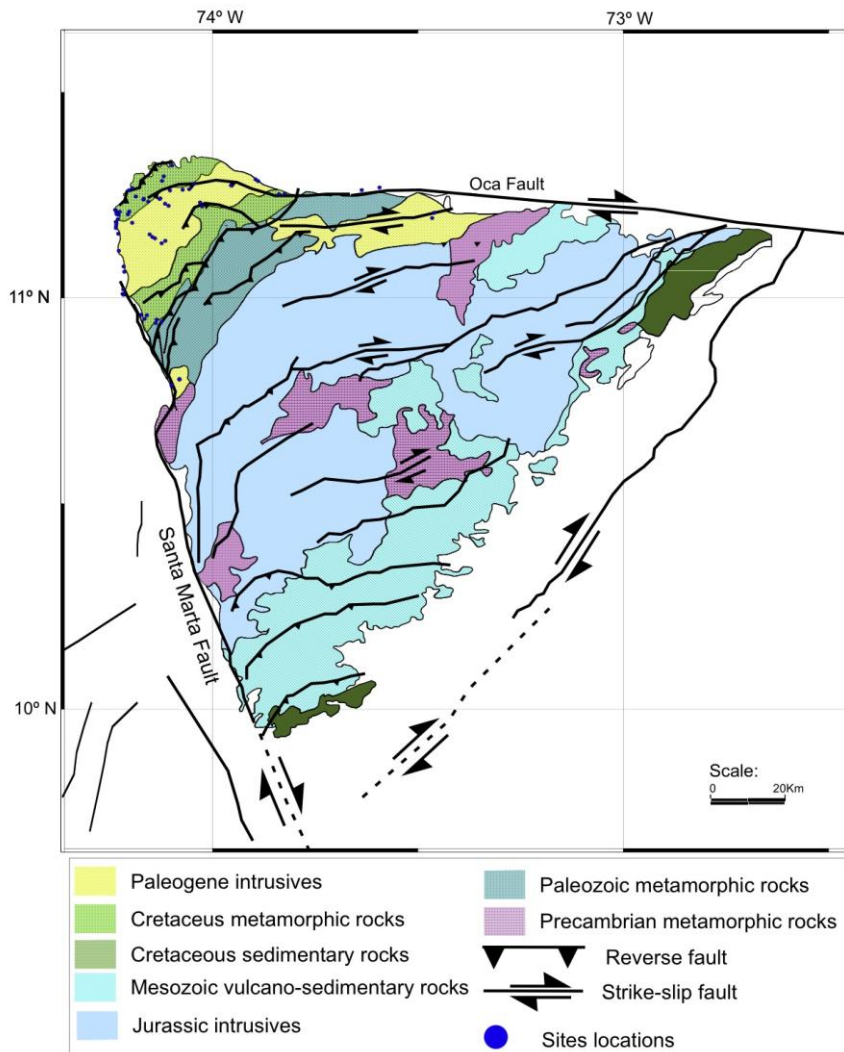 74º W
73º W
Oca Fault
11º N
Santa Marta Fault
10º N
Scale:
0 20Km
Paleogene intrusives
Cretaceus metamorphic rocks
Cretaceous sedimentary rocks
Mesozoic vulcano-sedimentary rocks
Jurassic intrusives
Paleozoic metamorphic rocks
Precambrian metamorphic rocks
Reverse fault
Strike-slip fault
Sites locations